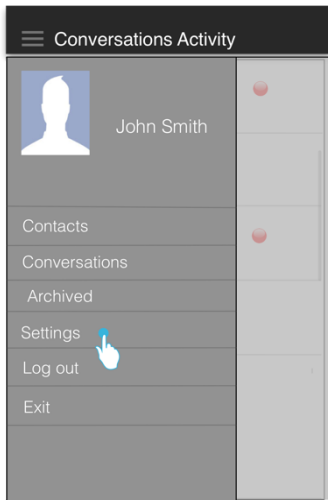 Conversations Activity
John Smith
Contacts
Conversations
Archived
Settings
Log out
Exit